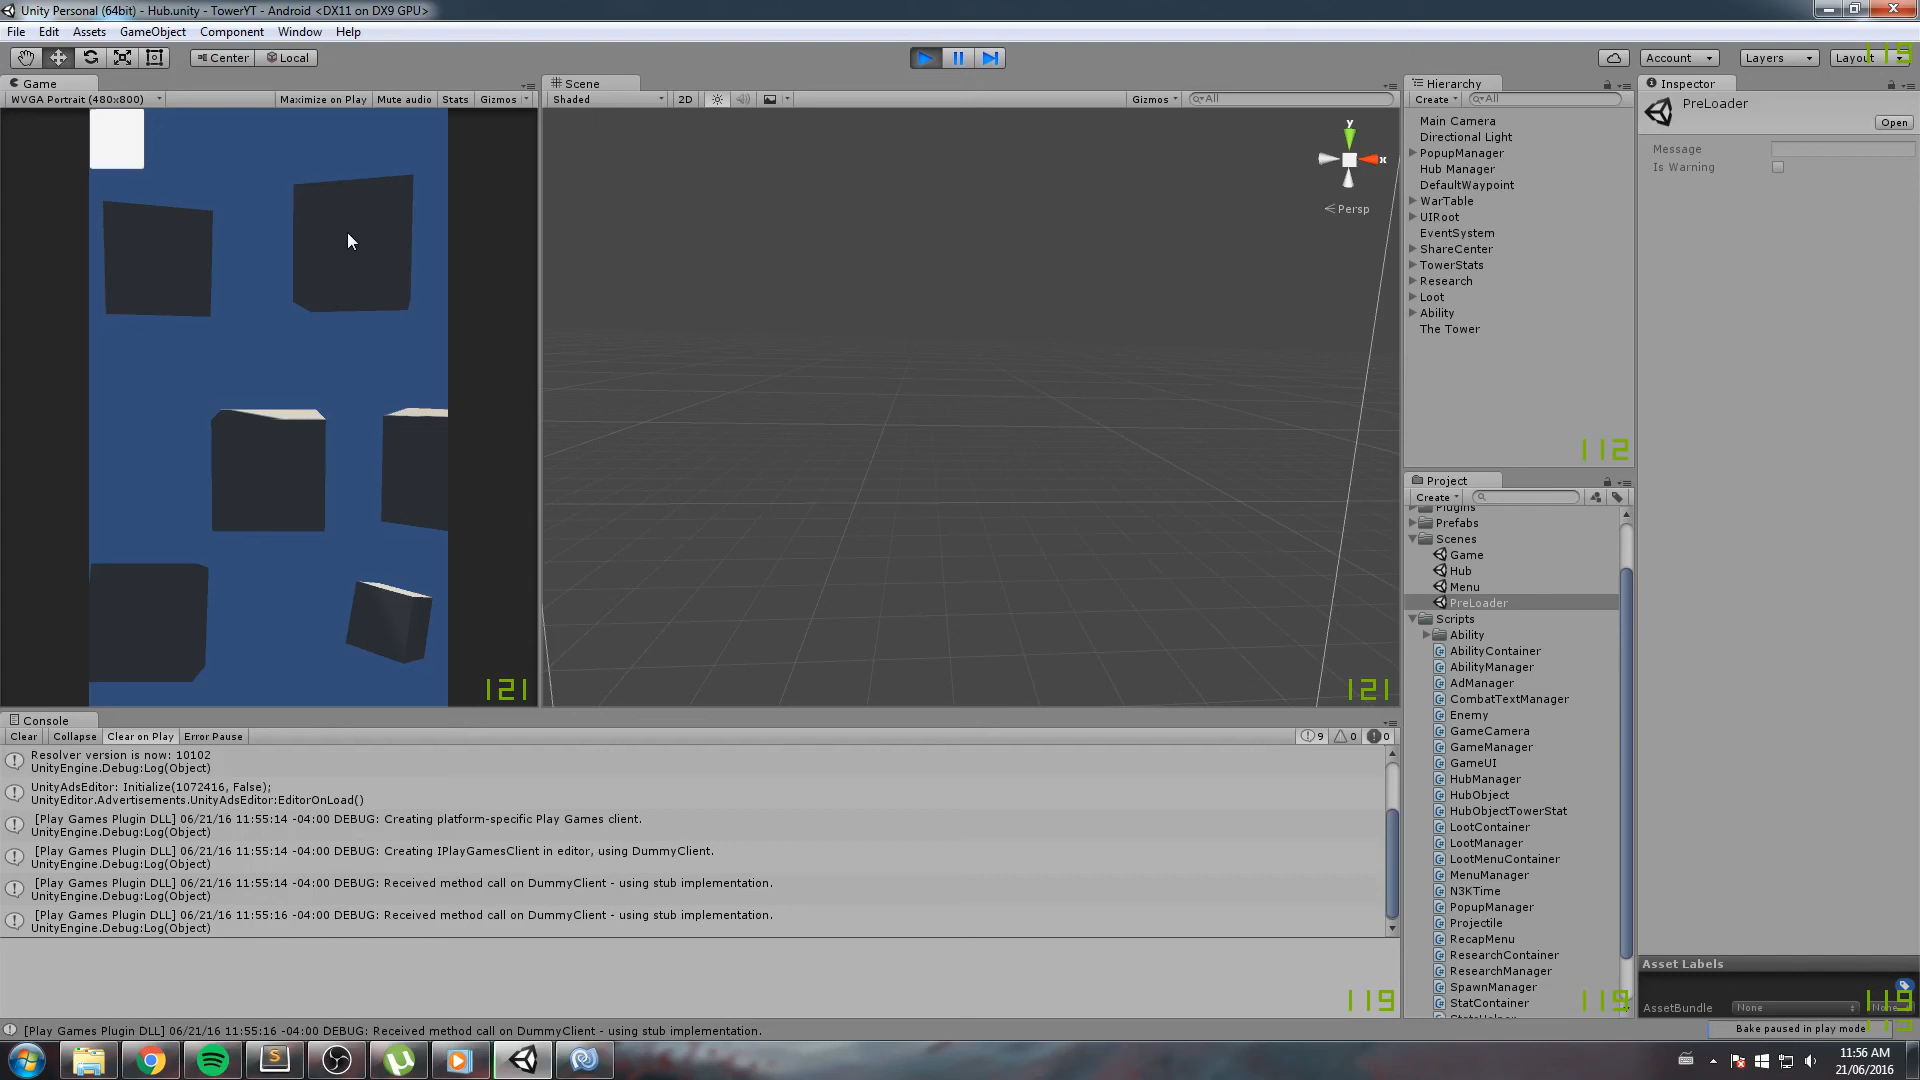 Unity Personal (64bit) - Hub.unity - TowerYT - Android <DX11 on DX9 GPU>
File Edit Assets GameObject Component Window Help
Center Local
Account Layers Layout
119
Game
WVGA Portrait (480x800) Maximize on Play Mute audio Stats Gizmos
121
Scene
Shaded 2D Gizmos All
y
x
Persp
121
Hierarchy
Create All
Main Camera
Directional Light
PopupManager
Hub Manager
DefaultWaypoint
WarTable
UIRoot
EventSystem
ShareCenter
TowerStats
Research
Loot
Ability
The Tower
112
Project
Create
Plugins
Prefabs
Scenes
Game
Hub
Menu
PreLoader
Scripts
Ability
AbilityContainer
AbilityManager
AdManager
CombatTextManager
Enemy
GameCamera
GameManager
GameUI
HubManager
HubObject
HubObjectTowerStat
LootContainer
LootManager
LootMenuContainer
MenuManager
N3KTime
PopupManager
Projectile
RecapMenu
ResearchContainer
ResearchManager
SpawnManager
StatContainer
119
Inspector
PreLoader
Open
Message
Is Warning
Asset Labels
AssetBundle None None
119
Console
Clear Collapse Clear on Play Error Pause 9 0 0
Resolver version is now: 10102
UnityEngine.Debug:Log(Object)
UnityAdsEditor: Initialize(1072416, False);
UnityEditor.Advertisements.UnityAdsEditor:EditorOnLoad()
[Play Games Plugin DLL] 06/21/16 11:55:14 -04:00 DEBUG: Creating platform-specific Play Games client.
UnityEngine.Debug:Log(Object)
[Play Games Plugin DLL] 06/21/16 11:55:14 -04:00 DEBUG: Creating IPlayGamesClient in editor, using DummyClient.
UnityEngine.Debug:Log(Object)
[Play Games Plugin DLL] 06/21/16 11:55:14 -04:00 DEBUG: Received method call on DummyClient - using stub implementation.
UnityEngine.Debug:Log(Object)
[Play Games Plugin DLL] 06/21/16 11:55:16 -04:00 DEBUG: Received method call on DummyClient - using stub implementation.
UnityEngine.Debug:Log(Object)
119
[Play Games Plugin DLL] 06/21/16 11:55:16 -04:00 DEBUG: Received method call on DummyClient - using stub implementation.
Bake paused in play mode
11:56 AM
21/06/2016